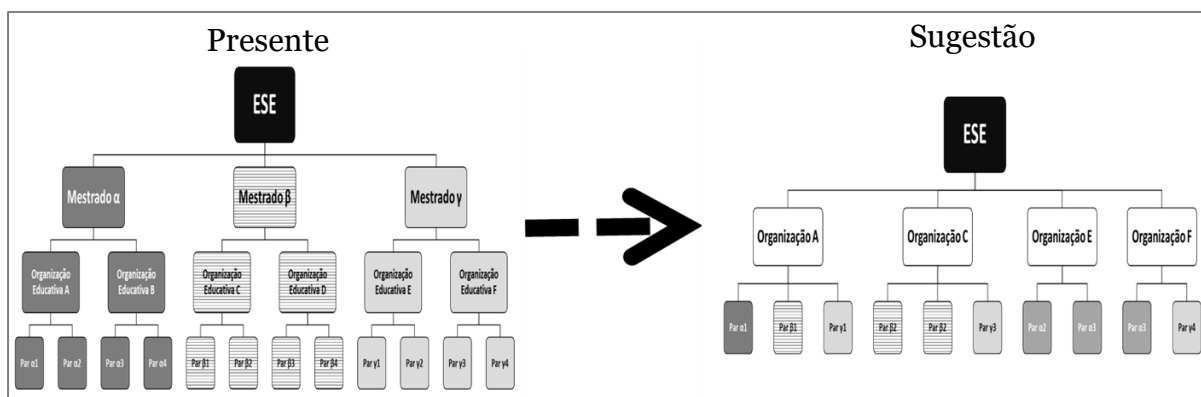 Presente
Sugestão
ESE
Mestrado α
Mestrado β
Mestrado γ
Organização
Educativa A
Organização
Educativa B
Organização
Educativa C
Organização
Educativa D
Organização
Educativa E
Organização
Educativa F
Par α1
Par α2
Par α3
Par α4
Par β1
Par β2
Par β3
Par β4
Par γ1
Par γ2
Par γ3
Par γ4
ESE
Organização A
Organização C
Organização E
Organização F
Par α1
Par β1
Par γ1
Par β2
Par β2
Par γ3
Par α2
Par α3
Par α3
Par γ4